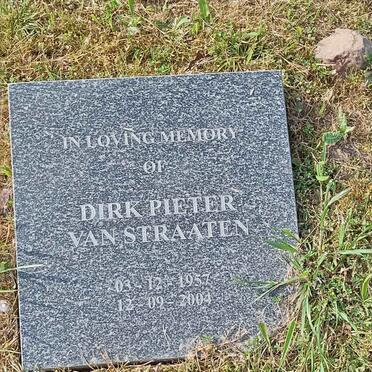 IN LOVING MEMORY
OF
DIRK PIETER
VAN STRAATEN
03 - 12 - 1957
12 - 09 - 2004